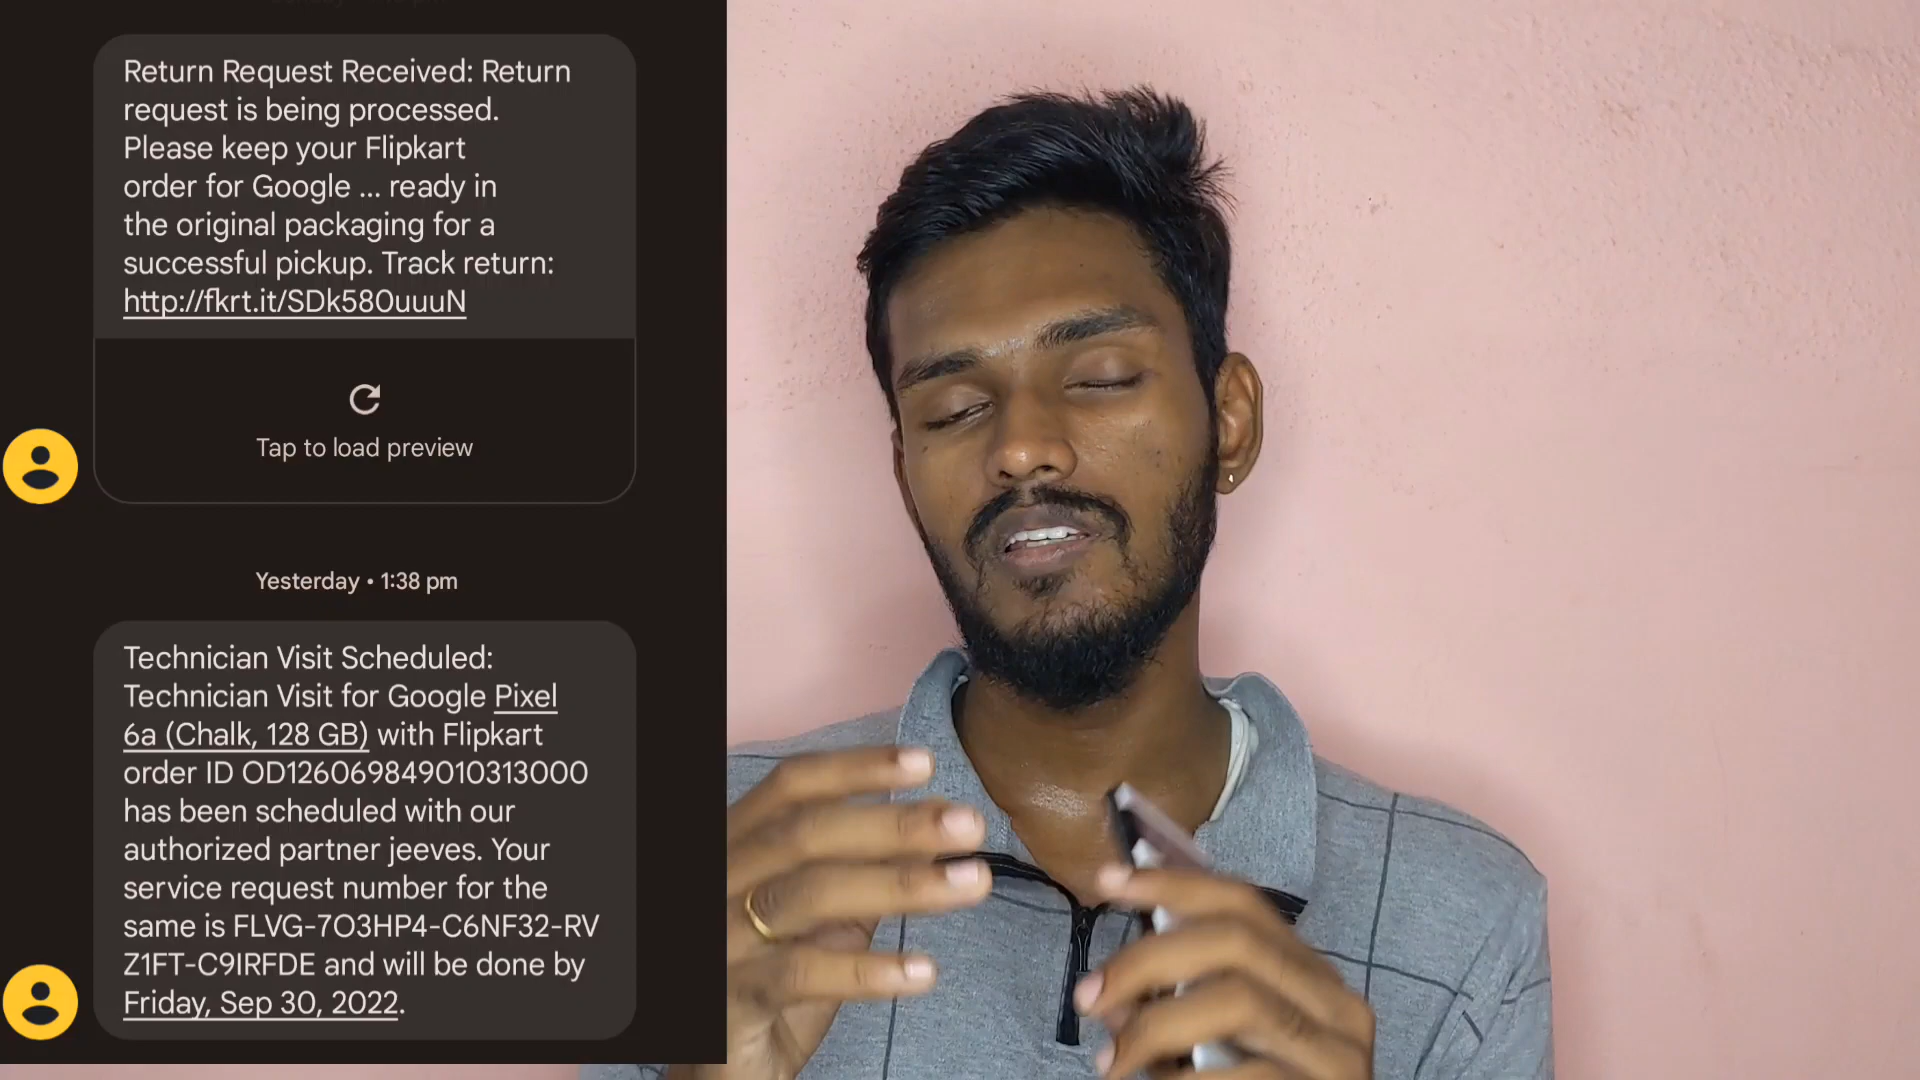 Return Request Received: Return
request is being processed.
Please keep your Flipkart
order for Google ... ready in
the original packaging for a
successful pickup. Track return:
http://fkrt.it/SDk580uuuN
Tap to load preview
Yesterday • 1:38 pm
Technician Visit Scheduled:
Technician Visit for Google Pixel
6a (Chalk, 128 GB) with Flipkart
order ID OD126069849010313000
has been scheduled with our
authorized partner jeeves. Your
service request number for the
same is FLVG-7O3HP4-C6NF32-RV
Z1FT-C9IRFDE and will be done by
Friday, Sep 30, 2022.